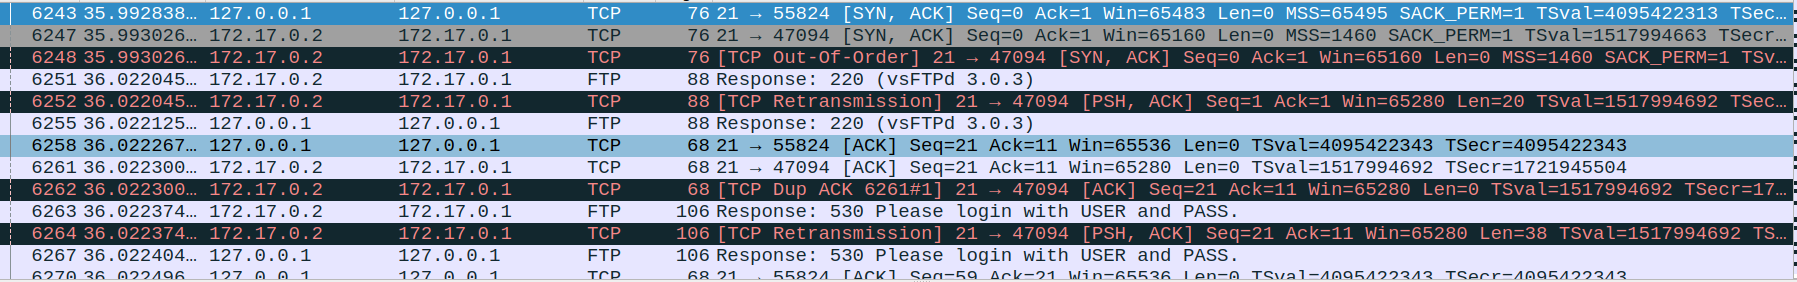 6243 35.992838… 127.0.0.1 127.0.0.1 TCP 76 21 → 55824 [SYN, ACK] Seq=0 Ack=1 Win=65483 Len=0 MSS=65495 SACK_PERM=1 TSval=4095422313 TSec…
6247 35.993026… 172.17.0.2 172.17.0.1 TCP 76 21 → 47094 [SYN, ACK] Seq=0 Ack=1 Win=65160 Len=0 MSS=1460 SACK_PERM=1 TSval=1517994663 TSecr…
6248 35.993026… 172.17.0.2 172.17.0.1 TCP 76 [TCP Out-Of-Order] 21 → 47094 [SYN, ACK] Seq=0 Ack=1 Win=65160 Len=0 MSS=1460 SACK_PERM=1 TSv…
6251 36.022045… 172.17.0.2 172.17.0.1 FTP 88 Response: 220 (vsFTPd 3.0.3)
6252 36.022045… 172.17.0.2 172.17.0.1 TCP 88 [TCP Retransmission] 21 → 47094 [PSH, ACK] Seq=1 Ack=1 Win=65280 Len=20 TSval=1517994692 TSec…
6255 36.022125… 127.0.0.1 127.0.0.1 FTP 88 Response: 220 (vsFTPd 3.0.3)
6258 36.022267… 127.0.0.1 127.0.0.1 TCP 68 21 → 55824 [ACK] Seq=21 Ack=11 Win=65536 Len=0 TSval=4095422343 TSecr=4095422343
6261 36.022300… 172.17.0.2 172.17.0.1 TCP 68 21 → 47094 [ACK] Seq=21 Ack=11 Win=65280 Len=0 TSval=1517994692 TSecr=1721945504
6262 36.022300… 172.17.0.2 172.17.0.1 TCP 68 [TCP Dup ACK 6261#1] 21 → 47094 [ACK] Seq=21 Ack=11 Win=65280 Len=0 TSval=1517994692 TSecr=17…
6263 36.022374… 172.17.0.2 172.17.0.1 FTP 106 Response: 530 Please login with USER and PASS.
6264 36.022374… 172.17.0.2 172.17.0.1 TCP 106 [TCP Retransmission] 21 → 47094 [PSH, ACK] Seq=21 Ack=11 Win=65280 Len=38 TSval=1517994692 TS…
6267 36.022404… 127.0.0.1 127.0.0.1 FTP 106 Response: 530 Please login with USER and PASS.
6270 36.022496 127.0.0.1 127.0.0.1 TCP 68 21 → 55824 [ACK] Seq=59 Ack=21 Win=65536 Len=0 TSval=4095422343 TSecr=4095422343